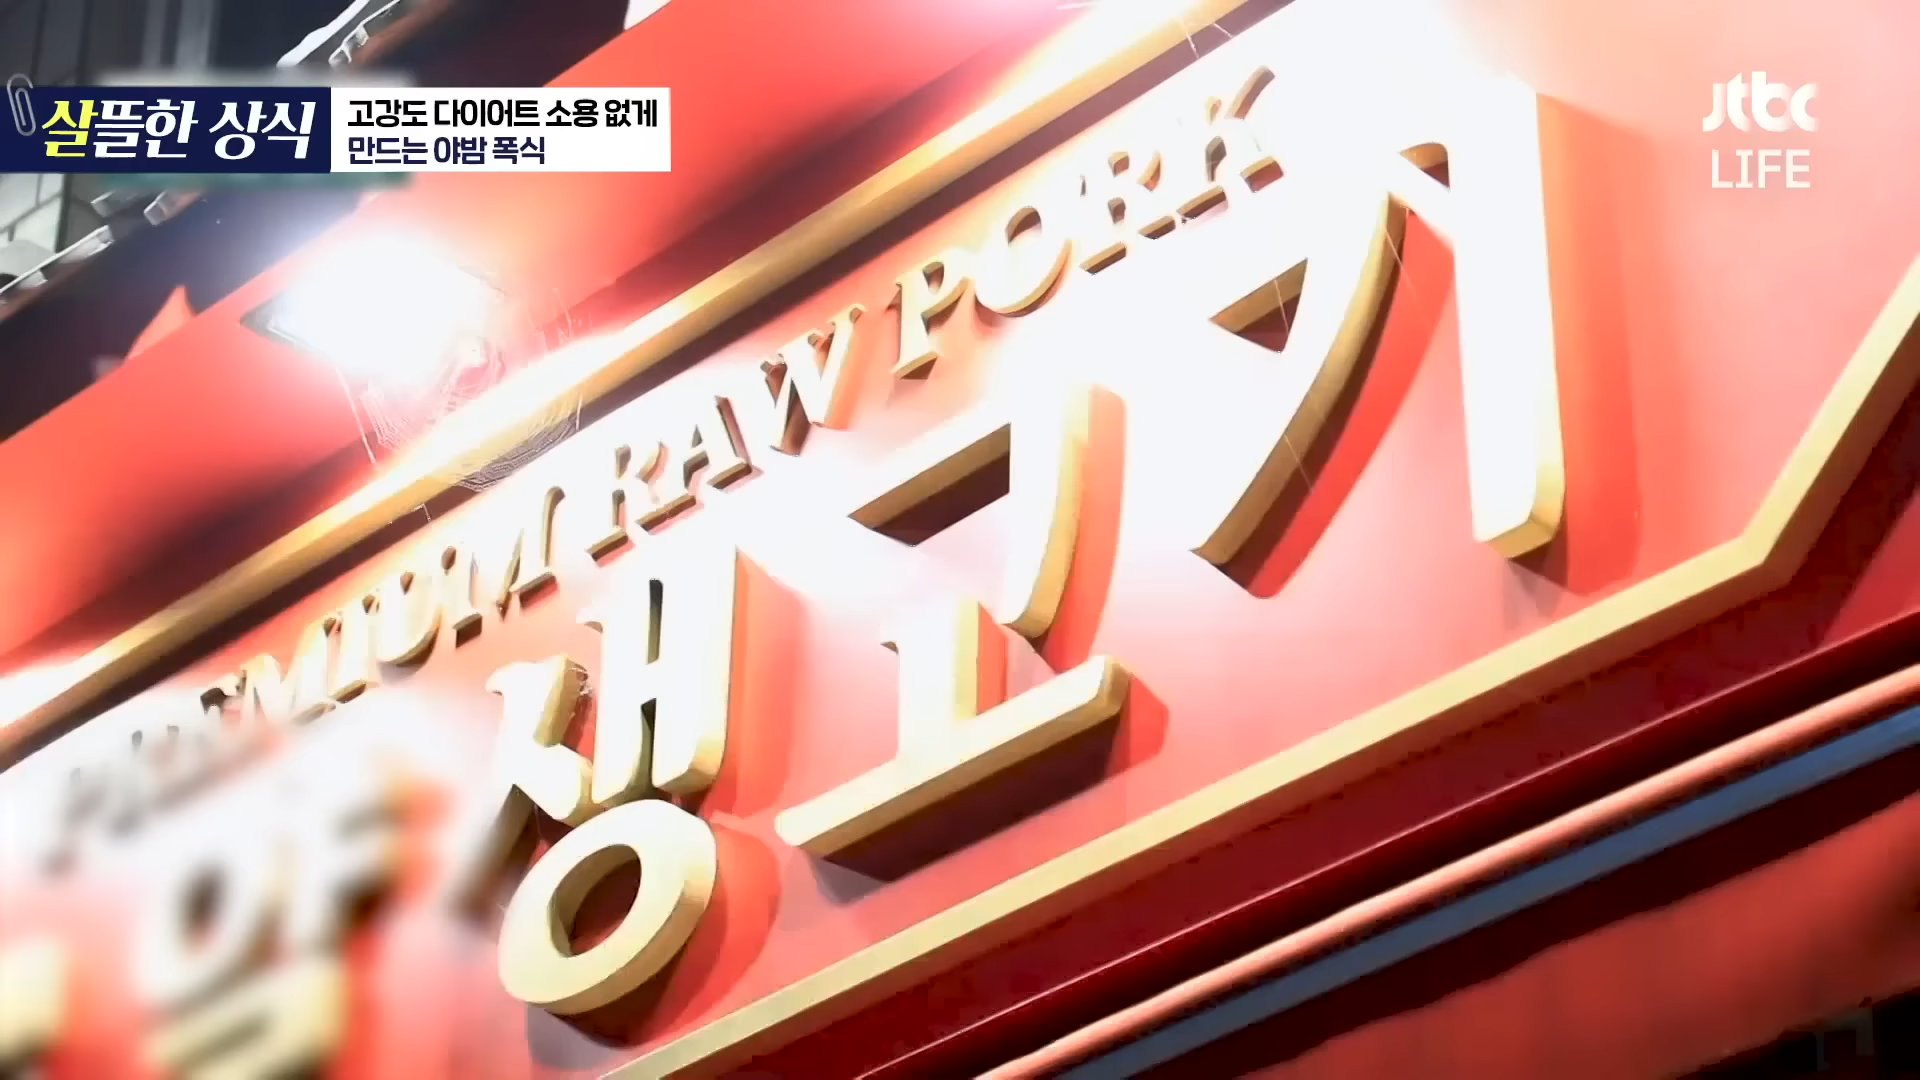 살뜰한 상식
고강도 다이어트 소용 없게
만드는 야밤 폭식
jtbc
LIFE
PREMIUM RAW PORK
생고기